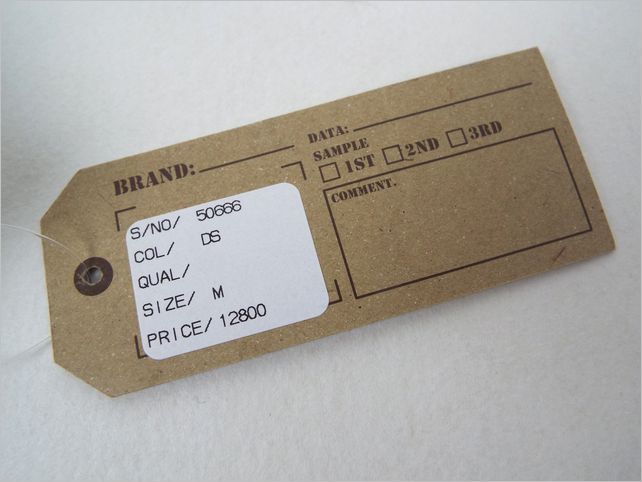 BRAND:
DATA:
SAMPLE
1ST 2ND 3RD
COMMENT.
S/NO/ 50666
COL/ DS
QUAL/
SIZE/ M
PRICE/ 12800